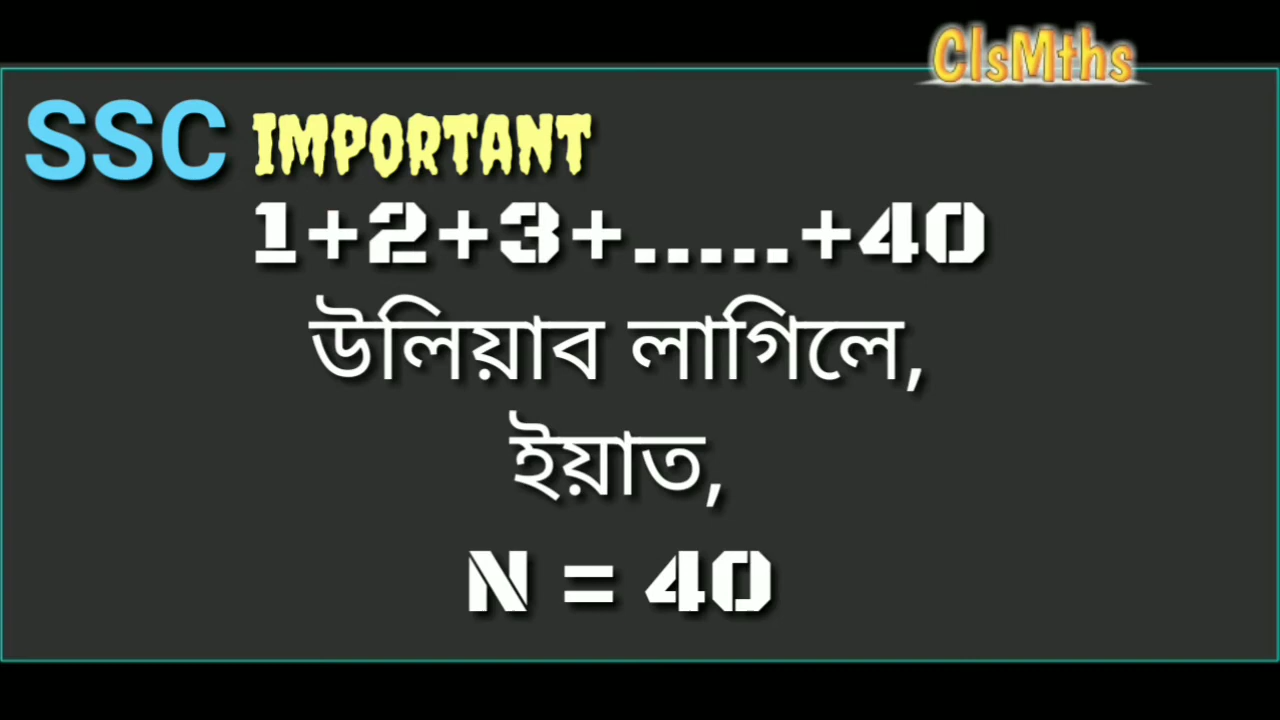 ClsMths
SSC IMPORTANT
1+2+3+.....+40
উলিয়াব লাগিলে,
ইয়াত,
N = 40